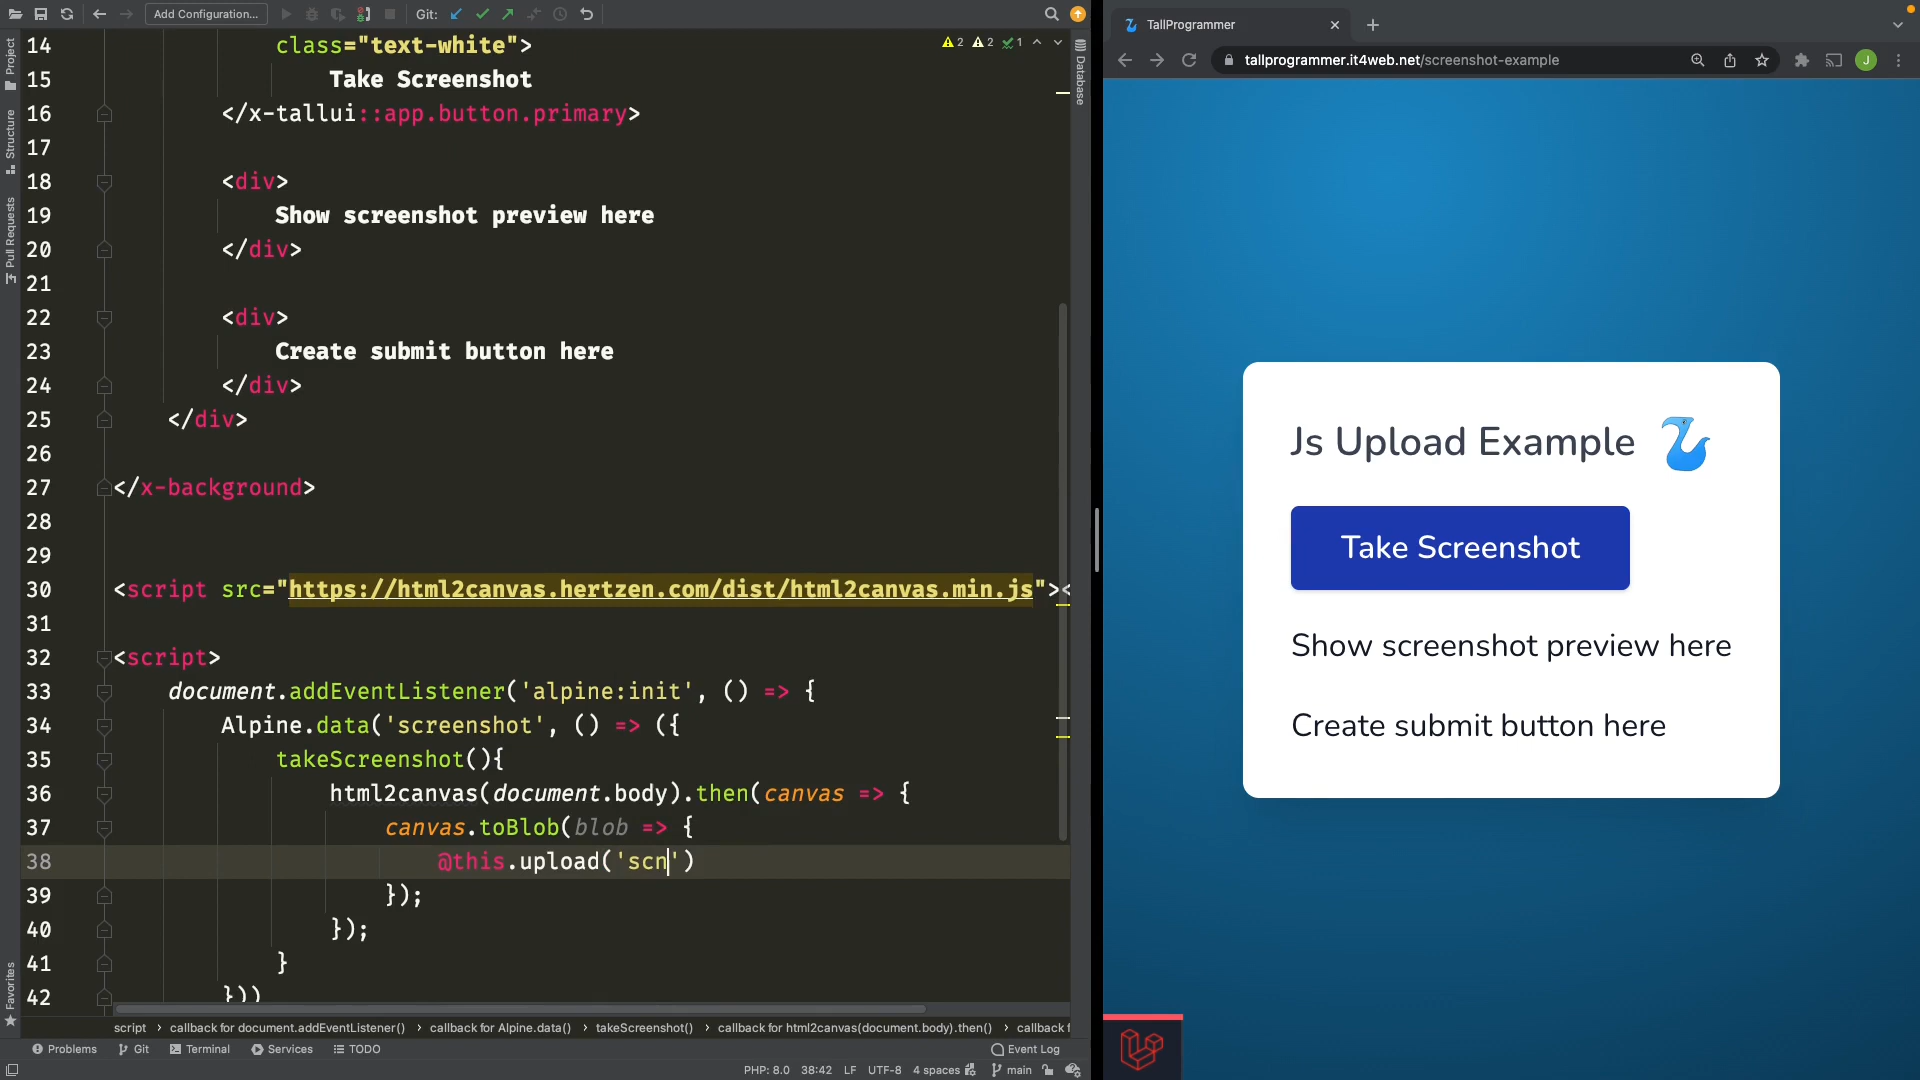 Add Configuration...
Git:
2 2 1
Project
Structure
Pull Requests
Favorites
Database
14 class="text-white">
15 Take Screenshot
16 </x-tallui::app.button.primary>
17
18 <div>
19 Show screenshot preview here
20 </div>
21
22 <div>
23 Create submit button here
24 </div>
25 </div>
26
27 </x-background>
28
29
30 <script src="https://html2canvas.hertzen.com/dist/html2canvas.min.js"><
31
32 <script>
33 document.addEventListener('alpine:init', () => {
34 Alpine.data('screenshot', () => ({
35 takeScreenshot(){
36 html2canvas(document.body).then(canvas => {
37 canvas.toBlob(blob => {
38 @this.upload('scn')
39 });
40 });
41 }
42 }))
script › callback for document.addEventListener() › callback for Alpine.data() › takeScreenshot() › callback for html2canvas(document.body).then() › callback f
Problems Git Terminal Services TODO Event Log
PHP: 8.0 38:42 LF UTF-8 4 spaces main
TallProgrammer
tallprogrammer.it4web.net/screenshot-example
J
Js Upload Example
Take Screenshot
Show screenshot preview here
Create submit button here